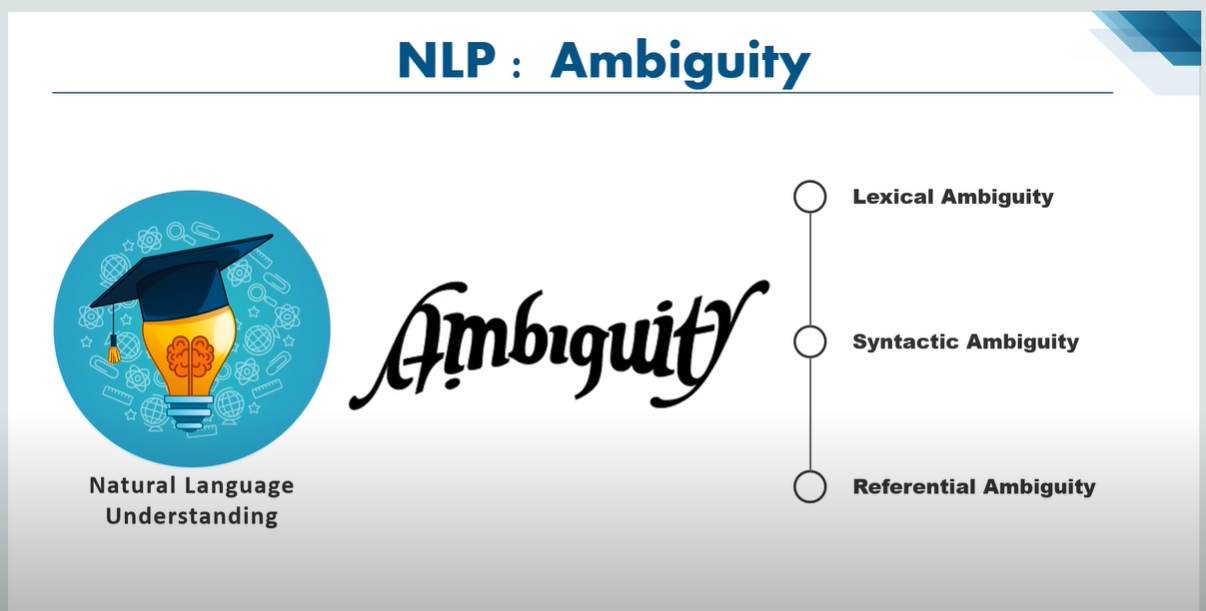 NLP : Ambiguity
Natural Language
Understanding
Ambiguity
Lexical Ambiguity
Syntactic Ambiguity
Referential Ambiguity